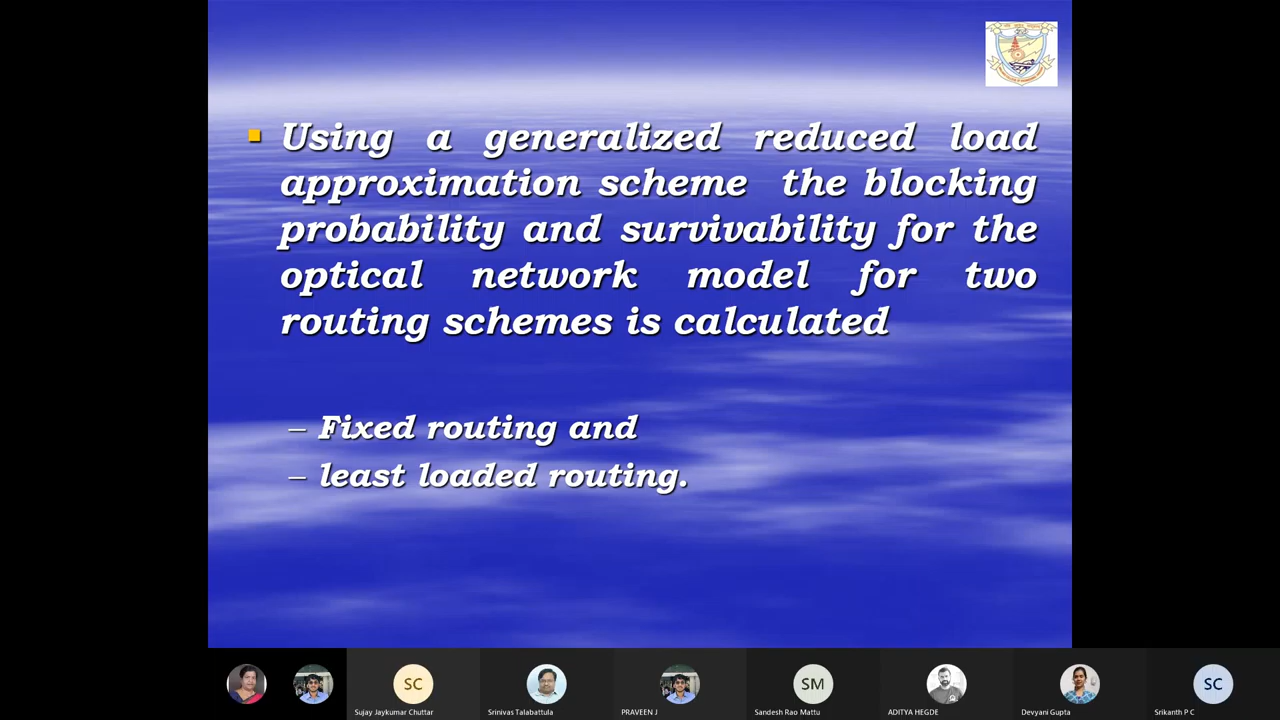 Using a generalized reduced load
approximation scheme the blocking
probability and survivability for the
optical network model for two
routing schemes is calculated
– Fixed routing and
– least loaded routing.
SC
SM
SC
Sujay Jaykumar Chuttar
Srinivas Talabattula
PRAVEEN J
Sandesh Rao Mattu
ADITYA HEGDE
Devyani Gupta
Srikanth P C